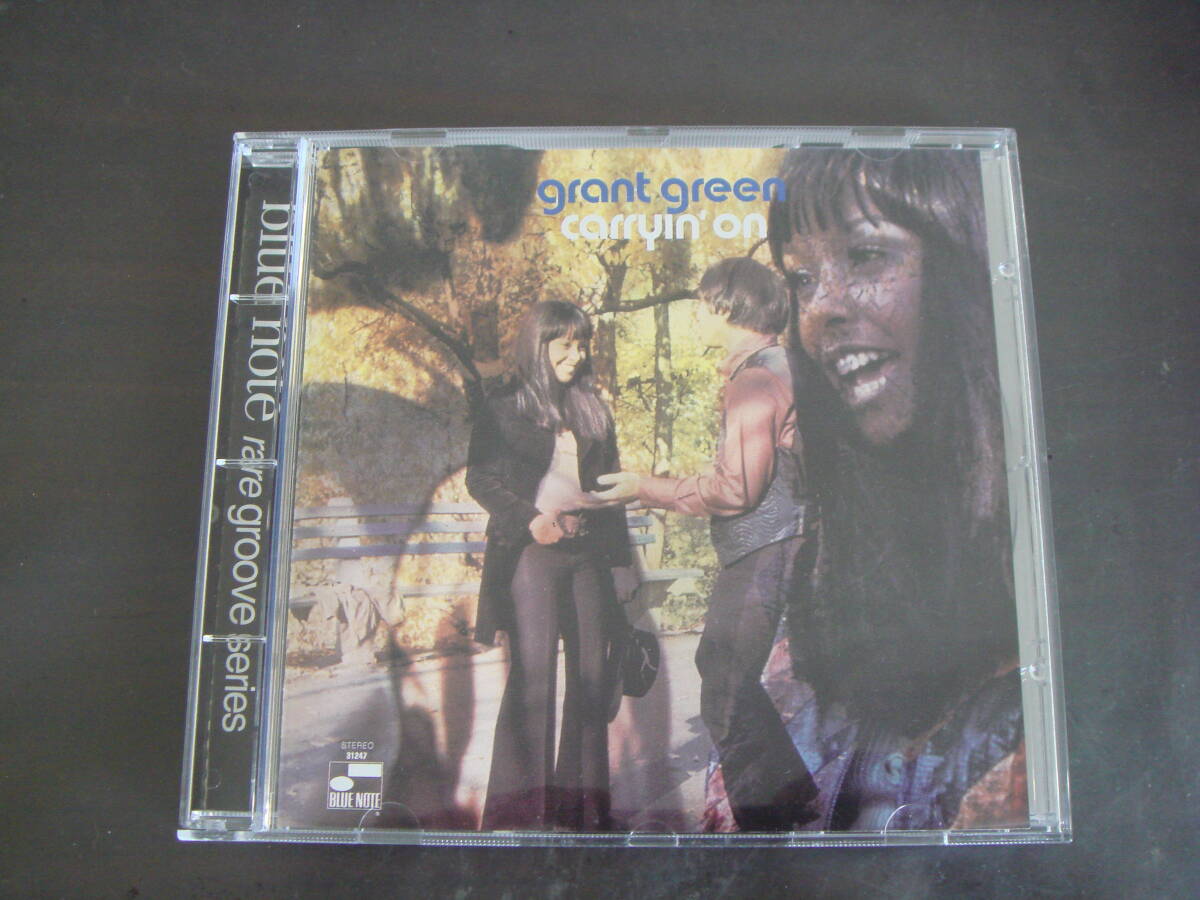 grant green
carryin' on
blue note rare groove series
STEREO
31247
BLUE NOTE